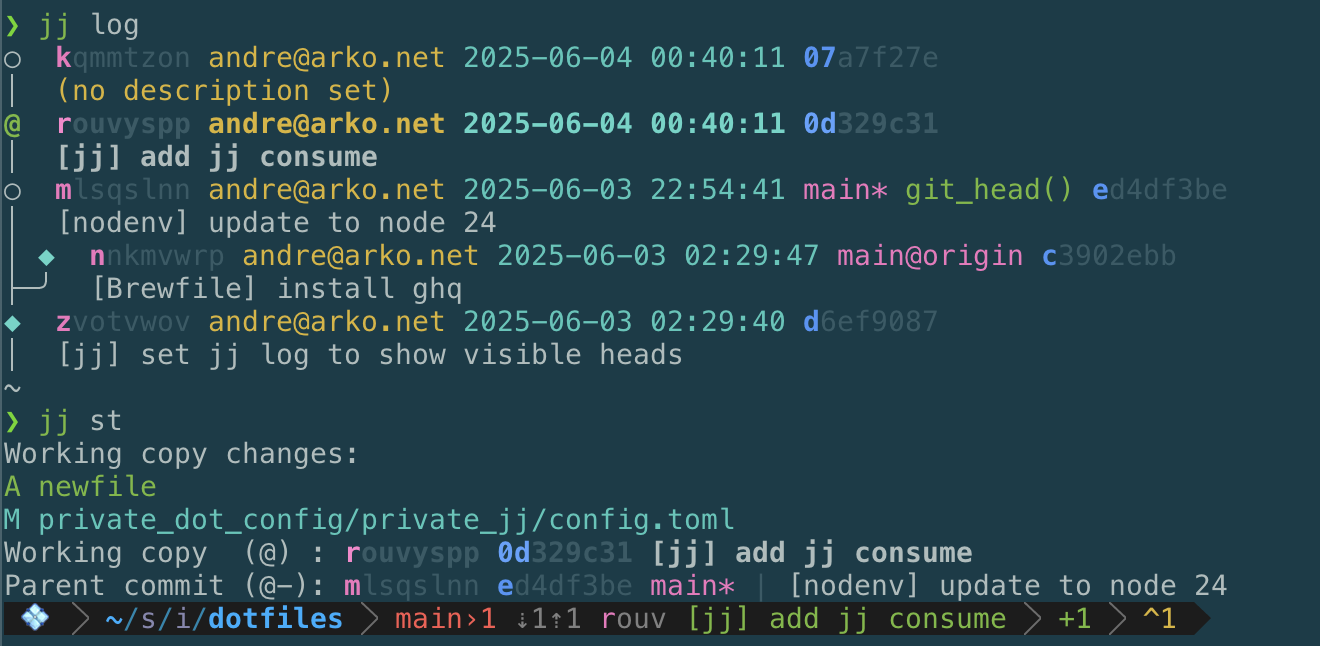 ❯ jj log
○  kqmmtzon andre@arko.net 2025-06-04 00:40:11 07a7f27e
│  (no description set)
@  rouvyspp andre@arko.net 2025-06-04 00:40:11 0d329c31
│  [jj] add jj consume
○  mlsqslnn andre@arko.net 2025-06-03 22:54:41 main* git_head() ed4df3be
│  [nodenv] update to node 24
│ ◆  nnkmvwrp andre@arko.net 2025-06-03 02:29:47 main@origin c3902ebb
├─╯  [Brewfile] install ghq
◆  zvotvwov andre@arko.net 2025-06-03 02:29:40 d6ef9087
│  [jj] set jj log to show visible heads
~
❯ jj st
Working copy changes:
A newfile
M private_dot_config/private_jj/config.toml
Working copy  (@) : rouvyspp 0d329c31 [jj] add jj consume
Parent commit (@-): mlsqslnn ed4df3be main* | [nodenv] update to node 24
~/s/i/dotfiles main›1 ⇣1⇡1 rouv [jj] add jj consume +1 ^1